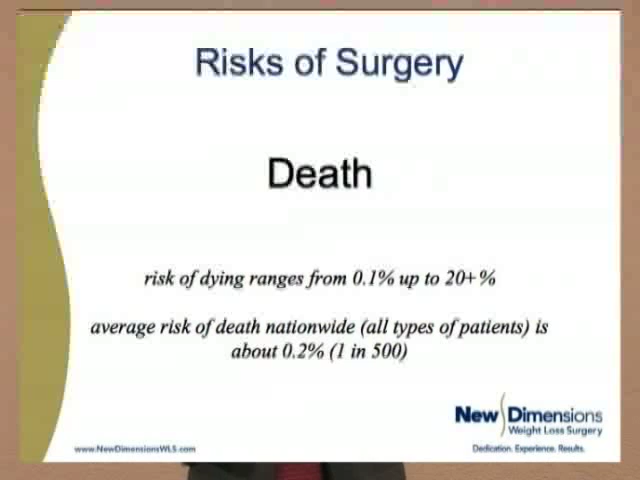 Risks of Surgery
Death
risk of dying ranges from 0.1% up to 20+%
average risk of death nationwide (all types of patients) is
about 0.2% (1 in 500)
New Dimensions
Weight Loss Surgery
www.NewDimensionsWLS.com
Dedication. Experience. Results.